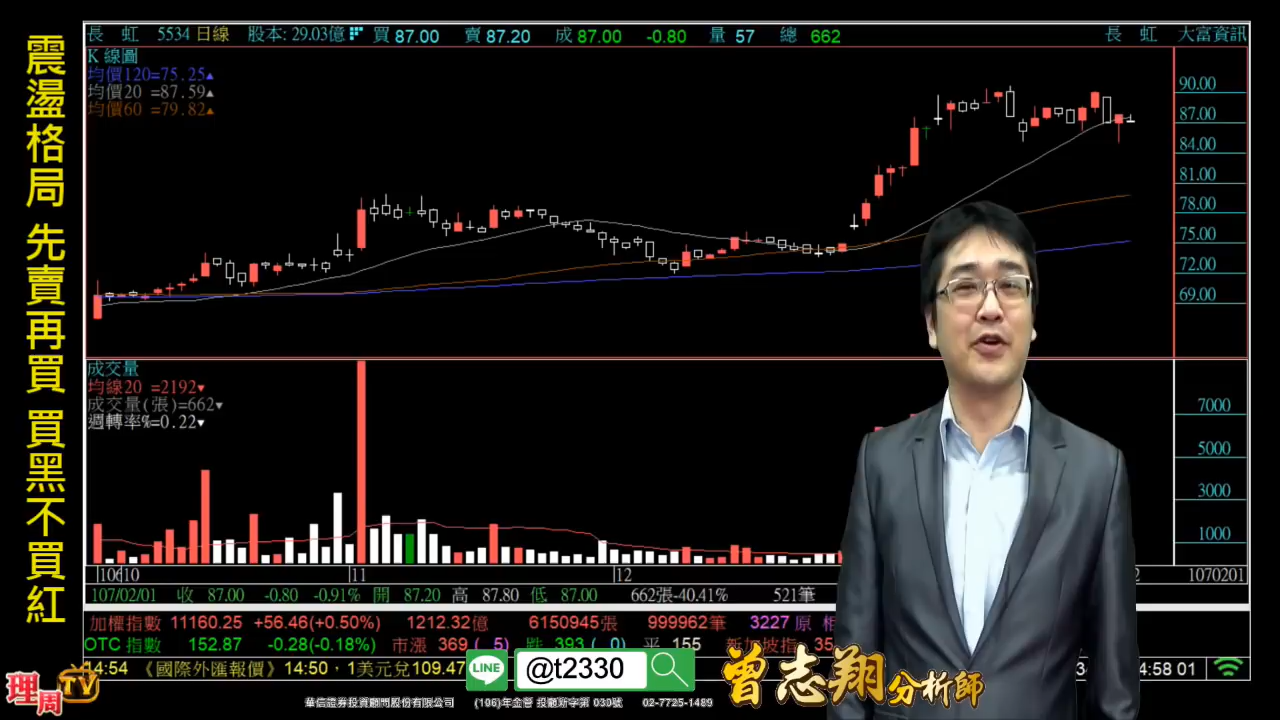 震盪格局 先賣再買 買黑不買紅
長 虹 5534 日線 股本: 29.03億 買 87.00 賣 87.20 成 87.00 -0.80 量 57 總 662 長 虹 大富資訊
K 線圖
均價120=75.25▲
均價20 =87.59▲
均價60 =79.82▲
90.00
87.00
84.00
81.00
78.00
75.00
72.00
69.00
成交量
均線20 =2192▼
成交量(張)=662▼
週轉率%=0.22▼
7000
5000
3000
1000
106 10 11 12 2 1070201
107/02/01 收 87.00 -0.80 -0.91% 開 87.20 高 87.80 低 87.00 662張-40.41% 521筆
加權指數 11160.25 +56.46(+0.50%) 1212.32億 6150945張 999962筆 3227 原
OTC 指數 152.87 -0.28(-0.18%) 市漲 369( 5) 跌 393( 0) 平 155 新加坡指 35
14:54 《國際外匯報價》14:50，1美元兌109.47 4:58 01
LINE @t2330
曾志翔分析師
理周TV
華信證券投資顧問股份有限公司 (106)年金管 投顧新字第 030號 02-7725-1489